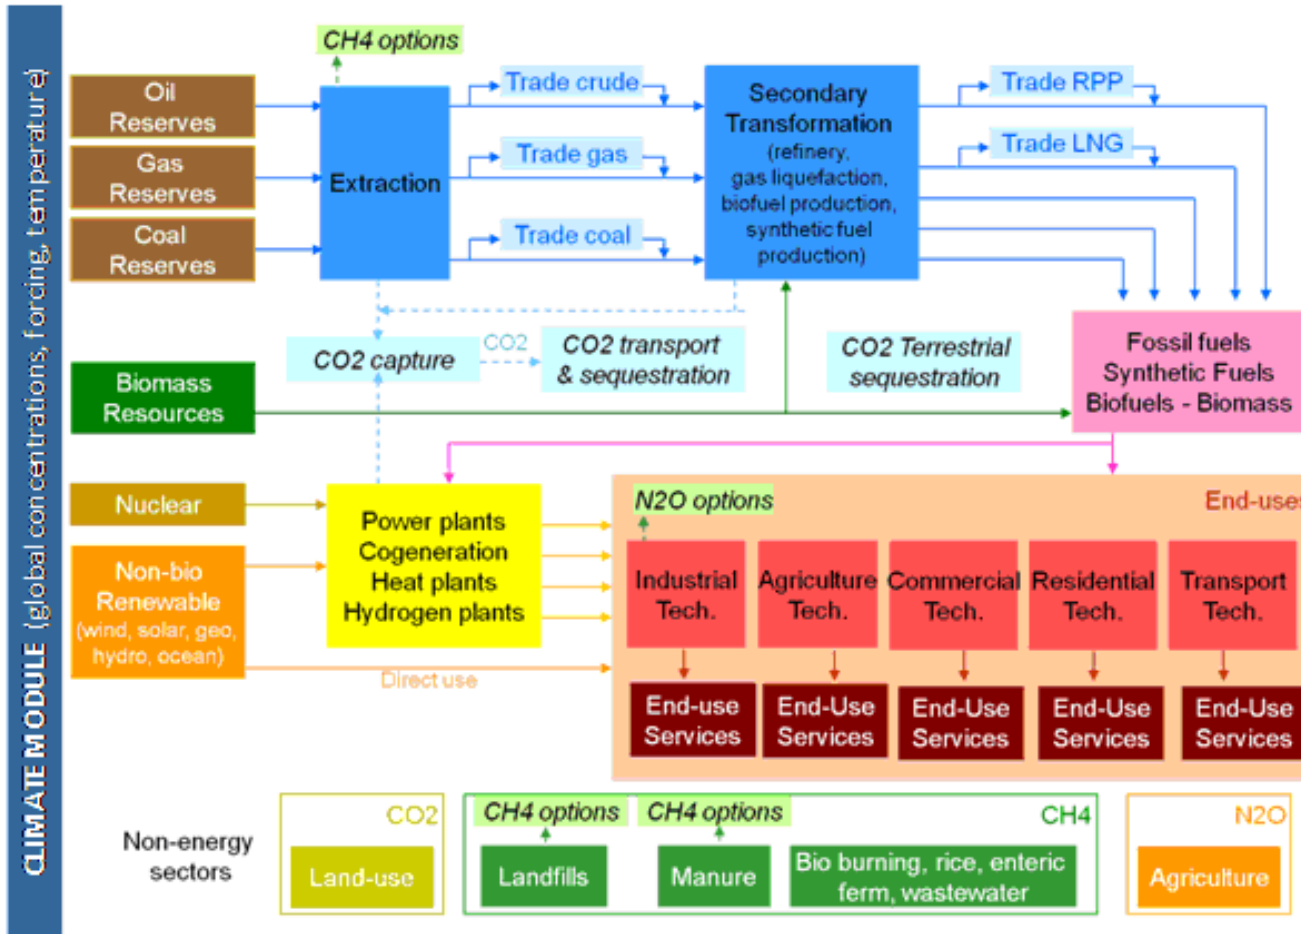 CLIMATE MODULE (global concentrations, forcing, temperature)
CH4 options
Oil
Reserves
Gas
Reserves
Coal
Reserves
Extraction
Trade crude
Trade gas
Trade coal
Secondary
Transformation
(refinery,
gas liquefaction,
biofuel production,
synthetic fuel
production)
Trade RPP
Trade LNG
CO2 capture
CO2
CO2 transport
& sequestration
CO2 Terrestrial
sequestration
Fossil fuels
Synthetic Fuels
Biofuels - Biomass
Biomass
Resources
Nuclear
Non-bio
Renewable
(wind, solar, geo,
hydro, ocean)
Power plants
Cogeneration
Heat plants
Hydrogen plants
Direct use
N2O options
End-uses
Industrial
Tech.
Agriculture
Tech.
Commercial
Tech.
Residential
Tech.
Transport
Tech.
End-use
Services
End-Use
Services
End-Use
Services
End-Use
Services
End-Use
Services
Non-energy
sectors
CO2
Land-use
CH4 options
CH4 options
CH4
Landfills
Manure
Bio burning, rice, enteric
ferm, wastewater
N2O
Agriculture